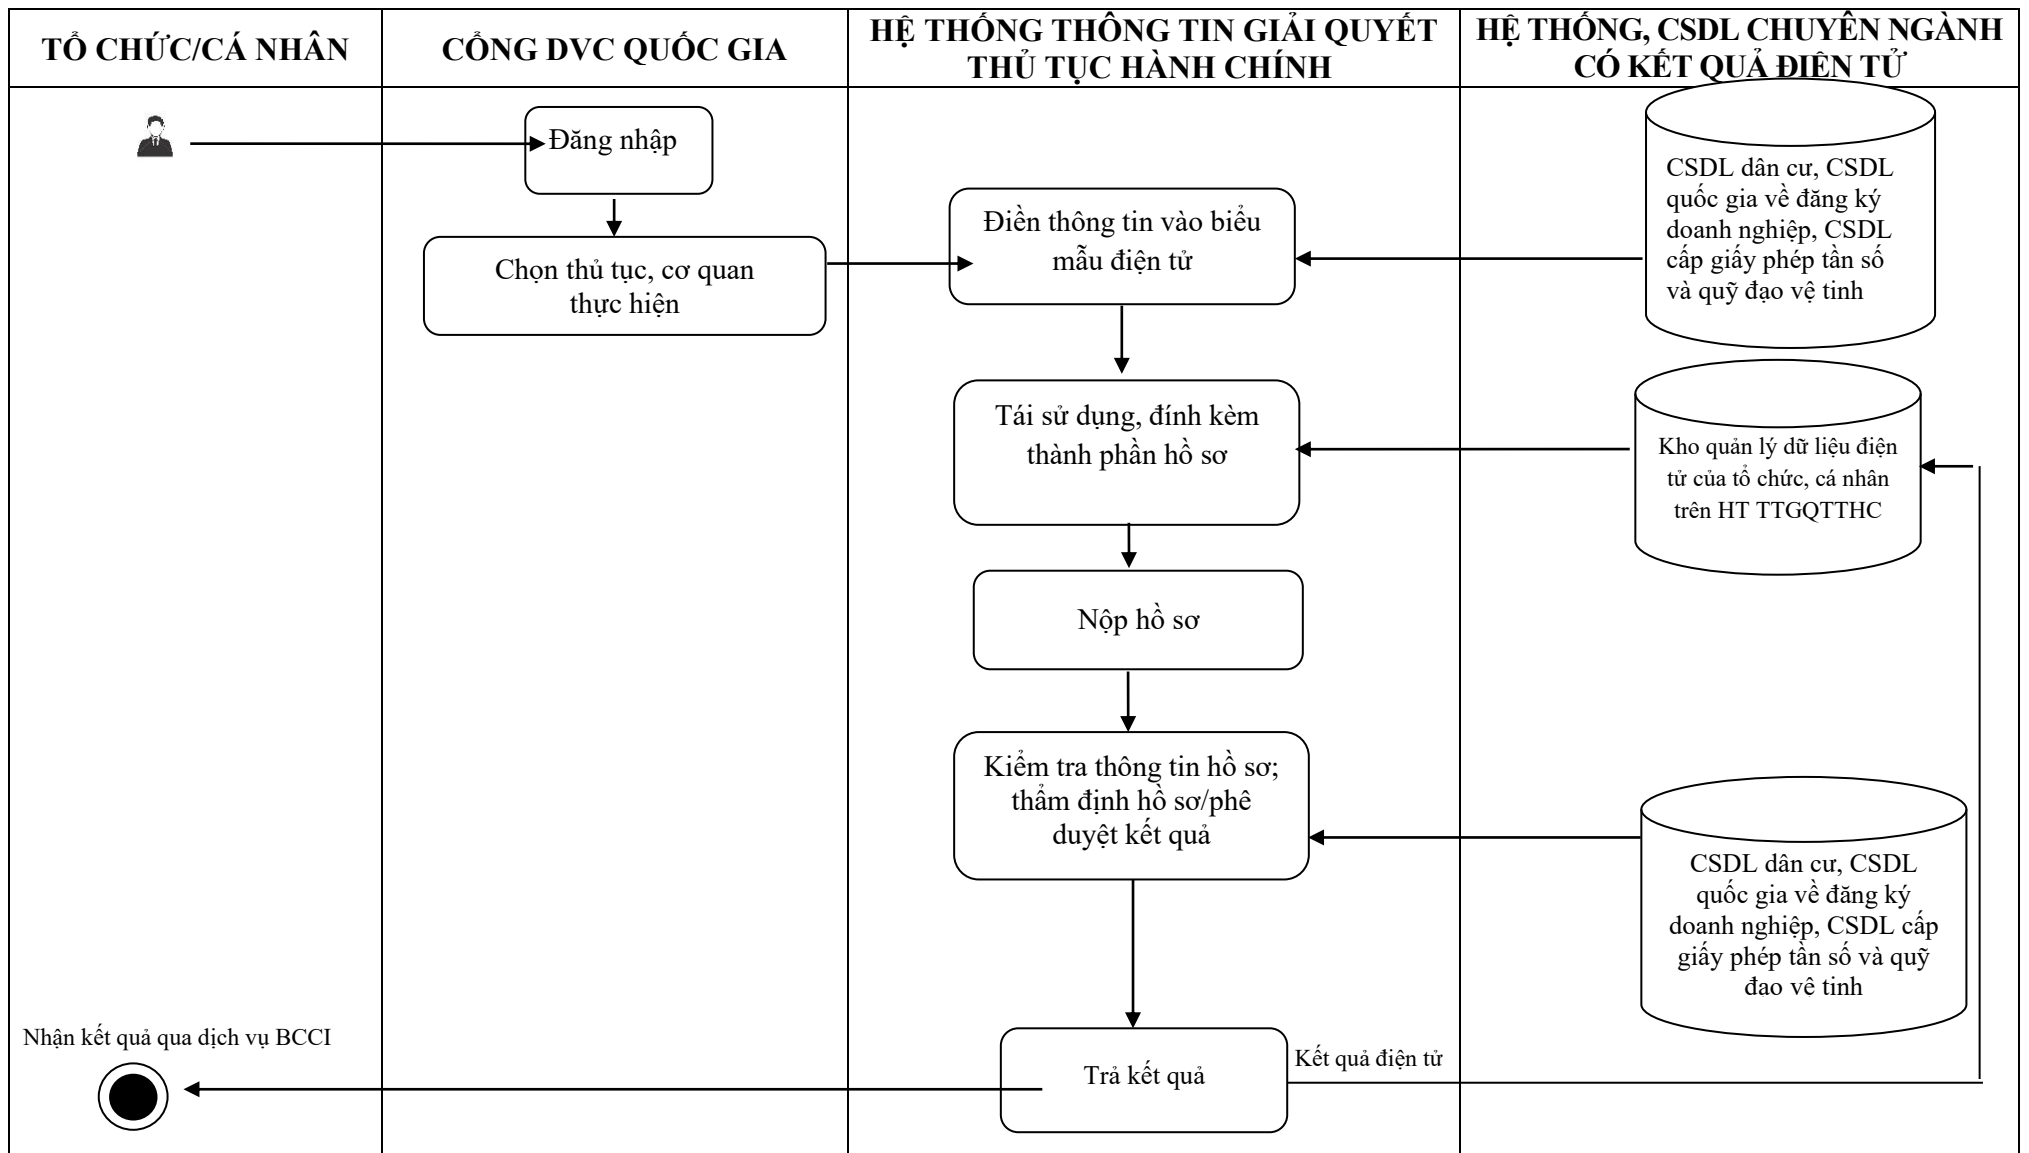 TỔ CHỨC/CÁ NHÂN
CỔNG DVC QUỐC GIA
HỆ THỐNG THÔNG TIN GIẢI QUYẾT
THỦ TỤC HÀNH CHÍNH
HỆ THỐNG, CSDL CHUYÊN NGÀNH
CÓ KẾT QUẢ ĐIỆN TỬ
Đăng nhập
Chọn thủ tục, cơ quan
thực hiện
Điền thông tin vào biểu
mẫu điện tử
CSDL dân cư, CSDL
quốc gia về đăng ký
doanh nghiệp, CSDL
cấp giấy phép tần số
và quỹ đạo vệ tinh
Tái sử dụng, đính kèm
thành phần hồ sơ
Kho quản lý dữ liệu điện
tử của tổ chức, cá nhân
trên HT TTGQTTHC
Nộp hồ sơ
Kiểm tra thông tin hồ sơ;
thẩm định hồ sơ/phê
duyệt kết quả
CSDL dân cư, CSDL
quốc gia về đăng ký
doanh nghiệp, CSDL cấp
giấy phép tần số và quỹ
đao vê tinh
Nhận kết quả qua dịch vụ BCCI
Trả kết quả
Kết quả điện tử